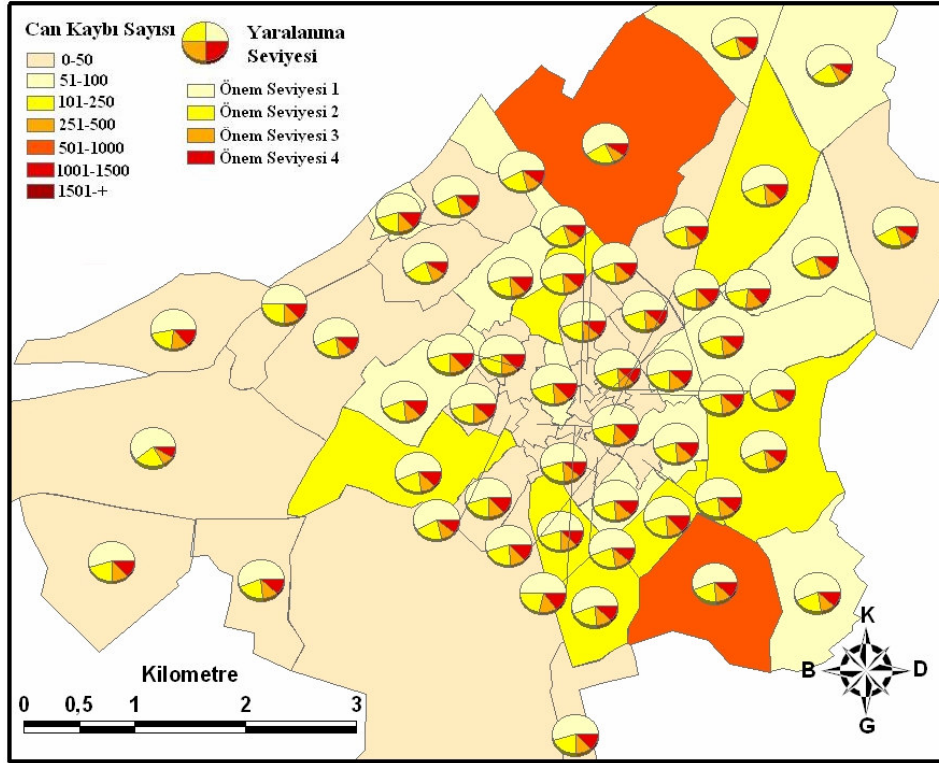 Can Kaybı Sayısı
0-50
51-100
101-250
251-500
501-1000
1001-1500
1501-+
Yaralanma
Seviyesi
Önem Seviyesi 1
Önem Seviyesi 2
Önem Seviyesi 3
Önem Seviyesi 4
Kilometre
0 0,5 1 2 3
K
B D
G